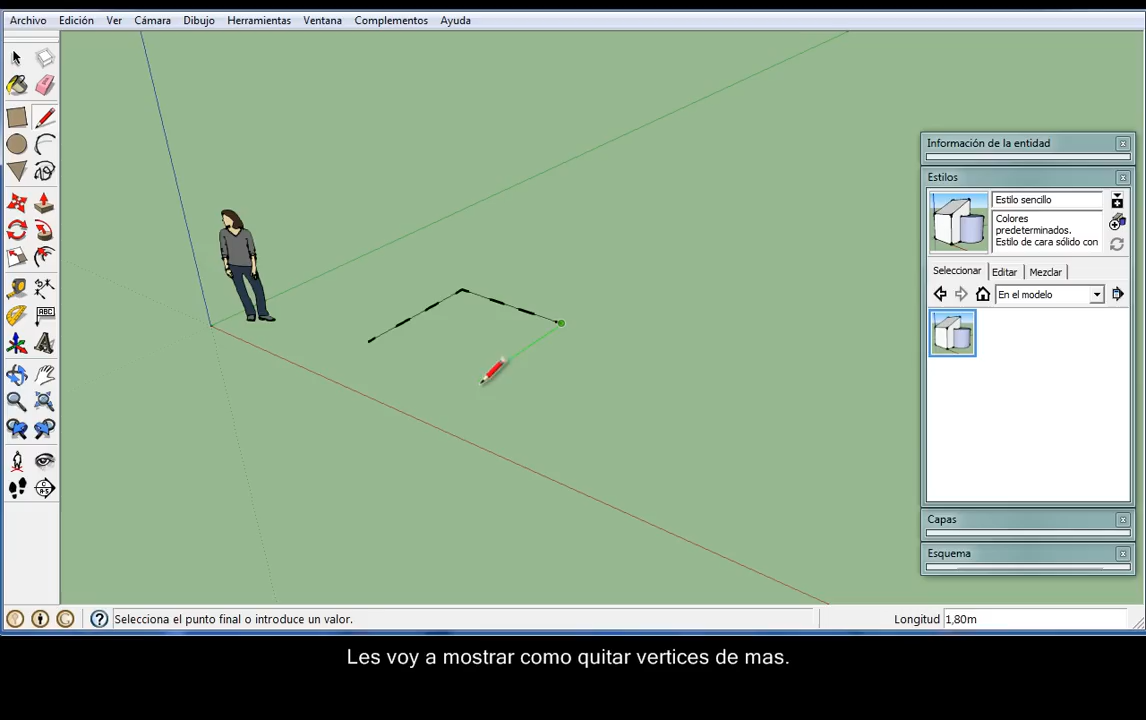 Archivo Edición Ver Cámara Dibujo Herramientas Ventana Complementos Ayuda
Información de la entidad
Estilos
Estilo sencillo
Colores
predeterminados.
Estilo de cara sólido con
Seleccionar Editar Mezclar
En el modelo
Capas
Esquema
Selecciona el punto final o introduce un valor. Longitud 1,80m
Les voy a mostrar como quitar vertices de mas.